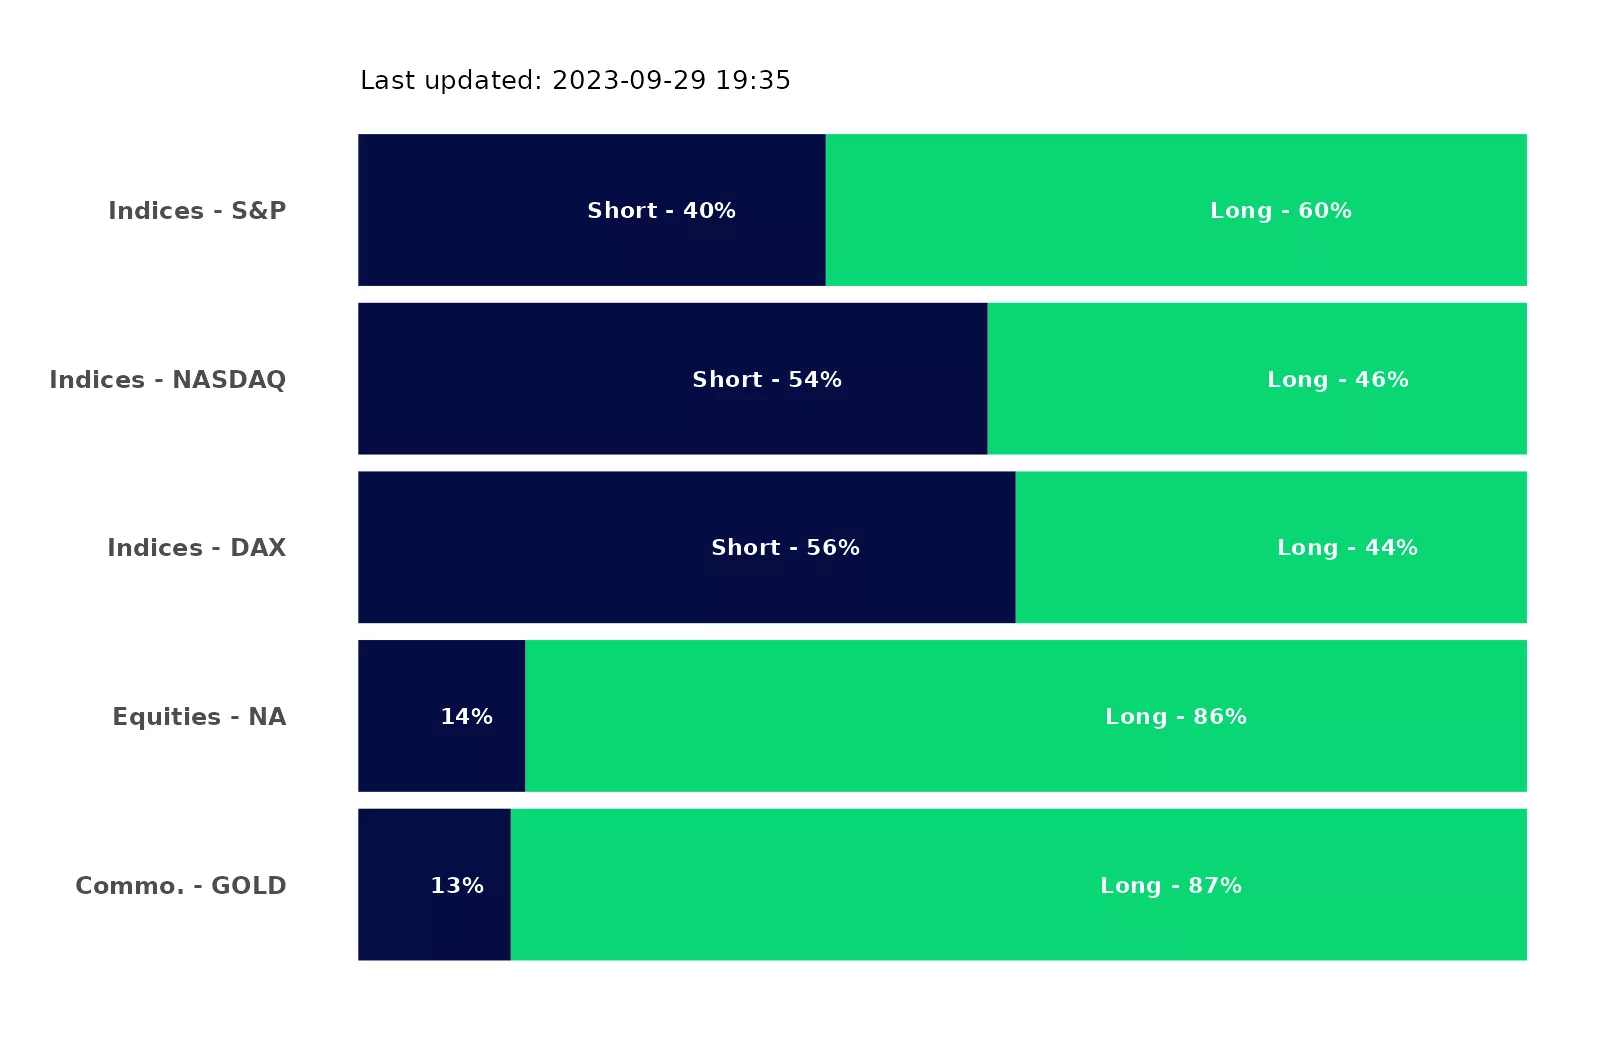 Last updated: 2023-09-29 19:35
Indices - S&P Short - 40% Long - 60%
Indices - NASDAQ Short - 54% Long - 46%
Indices - DAX Short - 56% Long - 44%
Equities - NA 14% Long - 86%
Commo. - GOLD 13% Long - 87%